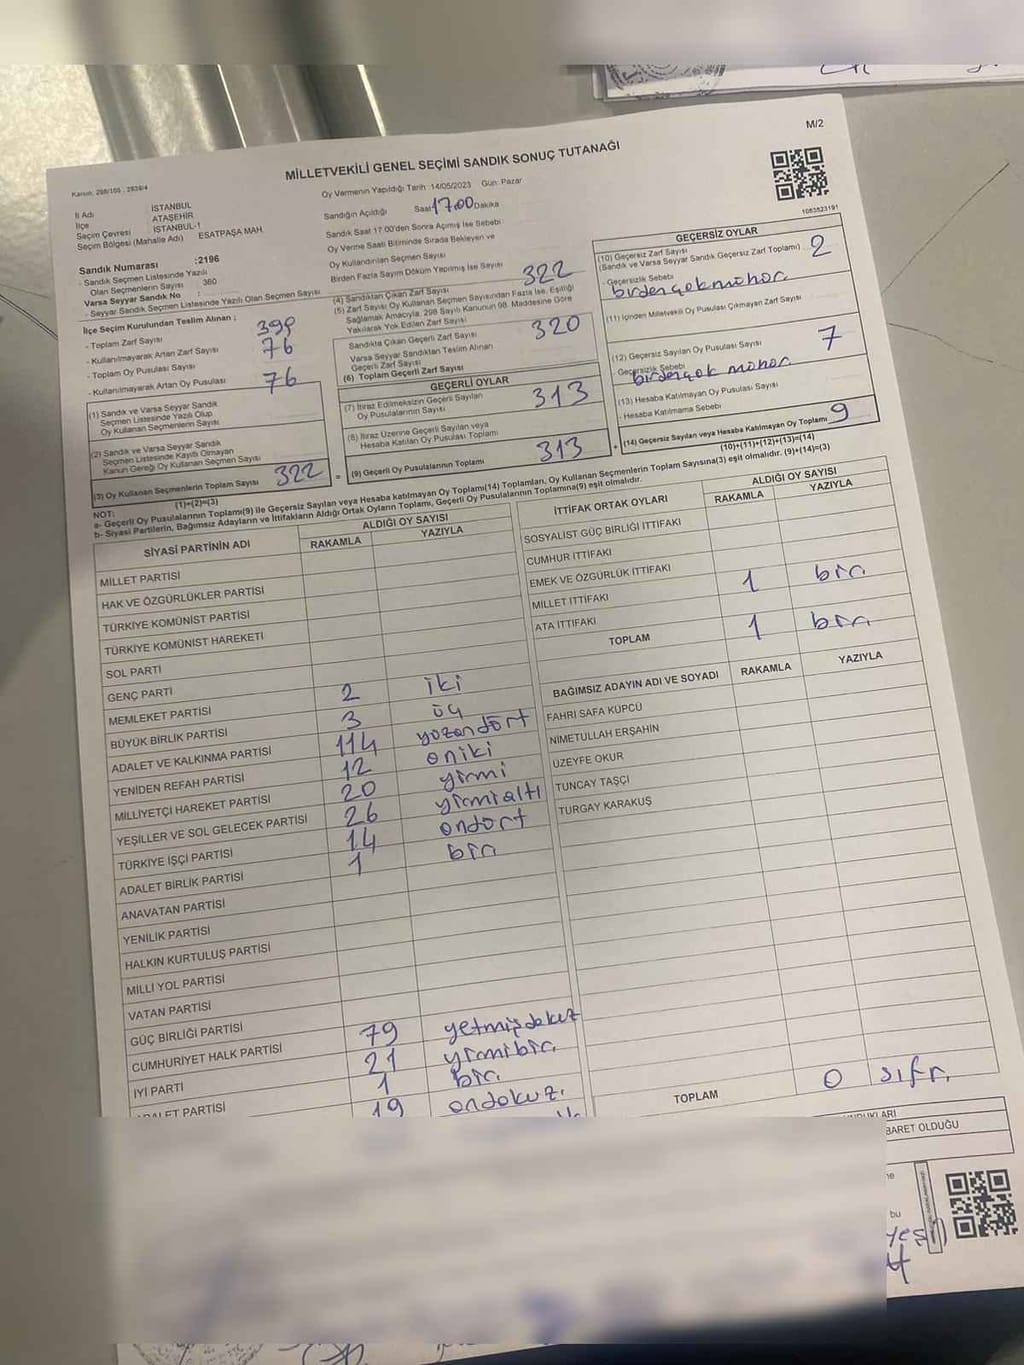 M/2
MİLLETVEKİLİ GENEL SEÇİMİ SANDIK SONUÇ TUTANAĞI
Oy Vermenin Yapıldığı Tarih :14/05/2023 Gün: Pazar
İl Adı İSTANBUL
İlçe ATAŞEHİR
Seçim Çevresi İSTANBUL-1
Seçim Bölgesi (Mahalle Adı) ESATPAŞA MAH.
Sandık Numarası :2196
- Sandık Seçmen Listesinde Yazılı
Olan Seçmenlerin Sayısı : 360
Varsa Seyyar Sandık No :
- Seyyar Sandık Seçmen Listesinde Yazılı Olan Seçmen Sayısı
İlçe Seçim Kurulundan Teslim Alınan ;
- Toplam Zarf Sayısı
- Kullanılmayarak Artan Zarf Sayısı 76
- Toplam Oy Pusulası Sayısı
- Kullanılmayarak Artan Oy Pusulası 76
(1) Sandık ve Varsa Seyyar Sandık
Seçmen Listesinde Yazılı Olup
Oy Kullanan Seçmenlerin Sayısı
(2) Sandık ve Varsa Seyyar Sandık
Seçmen Listesinde Kayıtlı Olmayan
Kanun Gereği Oy Kullanan Seçmen Sayısı
(3) Oy Kullanan Seçmenlerin Toplam Sayısı 322
(1)+(2)=(3)
Sandığın Açıldığı Saat 17.00 Dakika
Sandık Saat 17.00'den Sonra Açılmış İse Sebebi
Oy Verme Saati Bitiminde Sırada Bekleyen ve
Oy Kullandırılan Seçmen Sayısı
Birden Fazla Sayım Döküm Yapılmış İse Sayısı
(4) Sandıktan Çıkan Zarf Sayısı 322
(5) Zarf Sayısı Oy Kullanan Seçmen Sayısından Fazla İse, Eşitliği
Sağlamak Amacıyla, 298 Sayılı Kanunun 98. Maddesine Göre
Yakılarak Yok Edilen Zarf Sayısı
Sandıkta Çıkan Geçerli Zarf Sayısı 320
Varsa Seyyar Sandıktan Teslim Alınan
Geçerli Zarf Sayısı
(6) Toplam Geçerli Zarf Sayısı
GEÇERLİ OYLAR
(7) İtiraz Edilmeksizin Geçerli Sayılan
Oy Pusulalarının Sayısı 313
(8) İtiraz Üzerine Geçerli Sayılan veya
Hesaba Katılan Oy Pusulası Toplamı
= (9) Geçerli Oy Pusulalarının Toplamı 313 +
1083823191
GEÇERSİZ OYLAR
(10) Geçersiz Zarf Sayısı
(Sandık ve Varsa Seyyar Sandık Geçersiz Zarf Toplamı) 2
- Geçersizlik Sebebi
birdençokmühür
(11) İçinden Milletvekili Oy Pusulası Çıkmayan Zarf Sayısı
(12) Geçersiz Sayılan Oy Pusulası Sayısı 7
Geçersizlik Sebebi
birdençok mühür
(13) Hesaba Katılmayan Oy Pusulası Sayısı
- Hesaba Katılmama Sebebi
(14) Geçersiz Sayılan veya Hesaba Katılmayan Oy Toplamı 9
(10)+(11)+(12)+(13)=(14)
NOT:
a- Geçerli Oy Pusulalarının Toplamı(9) ile Geçersiz Sayılan veya Hesaba katılmayan Oy Toplamı(14) Toplamları, Oy Kullanan Seçmenlerin Toplam Sayısına(3) eşit olmalıdır. (9)+(14)=(3)
b- Siyasi Partilerin, Bağımsız Adayların ve İttifakların Aldığı Ortak Oyların Toplamı, Geçerli Oy Pusulalarının Toplamına(9) eşit olmalıdır.
SİYASİ PARTİNİN ADI ALDIĞI OY SAYISI
RAKAMLA YAZIYLA
MİLLET PARTİSİ
HAK VE ÖZGÜRLÜKLER PARTİSİ
TÜRKİYE KOMÜNİST PARTİSİ
TÜRKİYE KOMÜNİST HAREKETİ
SOL PARTİ
GENÇ PARTİ
MEMLEKET PARTİSİ 2 iki
BÜYÜK BİRLİK PARTİSİ 3 üç
ADALET VE KALKINMA PARTİSİ 114 yüzondört
YENİDEN REFAH PARTİSİ 12 oniki
MİLLİYETÇİ HAREKET PARTİSİ 20 yirmi
YEŞİLLER VE SOL GELECEK PARTİSİ 26 yirmialtı
TÜRKİYE İŞÇİ PARTİSİ 14 ondört
ADALET BİRLİK PARTİSİ 1 bir
ANAVATAN PARTİSİ
YENİLİK PARTİSİ
HALKIN KURTULUŞ PARTİSİ
MİLLİ YOL PARTİSİ
VATAN PARTİSİ
GÜÇ BİRLİĞİ PARTİSİ
CUMHURİYET HALK PARTİSİ 79 yetmişdokuz
İYİ PARTİ 21 yirmibir
PARTİSİ 1 bir
19 ondokuz
İTTİFAK ORTAK OYLARI ALDIĞI OY SAYISI
RAKAMLA YAZIYLA
SOSYALİST GÜÇ BİRLİĞİ İTTİFAKI
CUMHUR İTTİFAKI
EMEK VE ÖZGÜRLÜK İTTİFAKI
MİLLET İTTİFAKI 1 bir
ATA İTTİFAKI
TOPLAM 1 bir
BAĞIMSIZ ADAYIN ADI VE SOYADI RAKAMLA YAZIYLA
FAHRİ SAFA KÜPCÜ
NİMETULLAH ERŞAHİN
ÜZEYFE OKUR
TUNCAY TAŞÇI
TURGAY KARAKUŞ
TOPLAM 0 sıfır
BARET OLDUĞU
bu